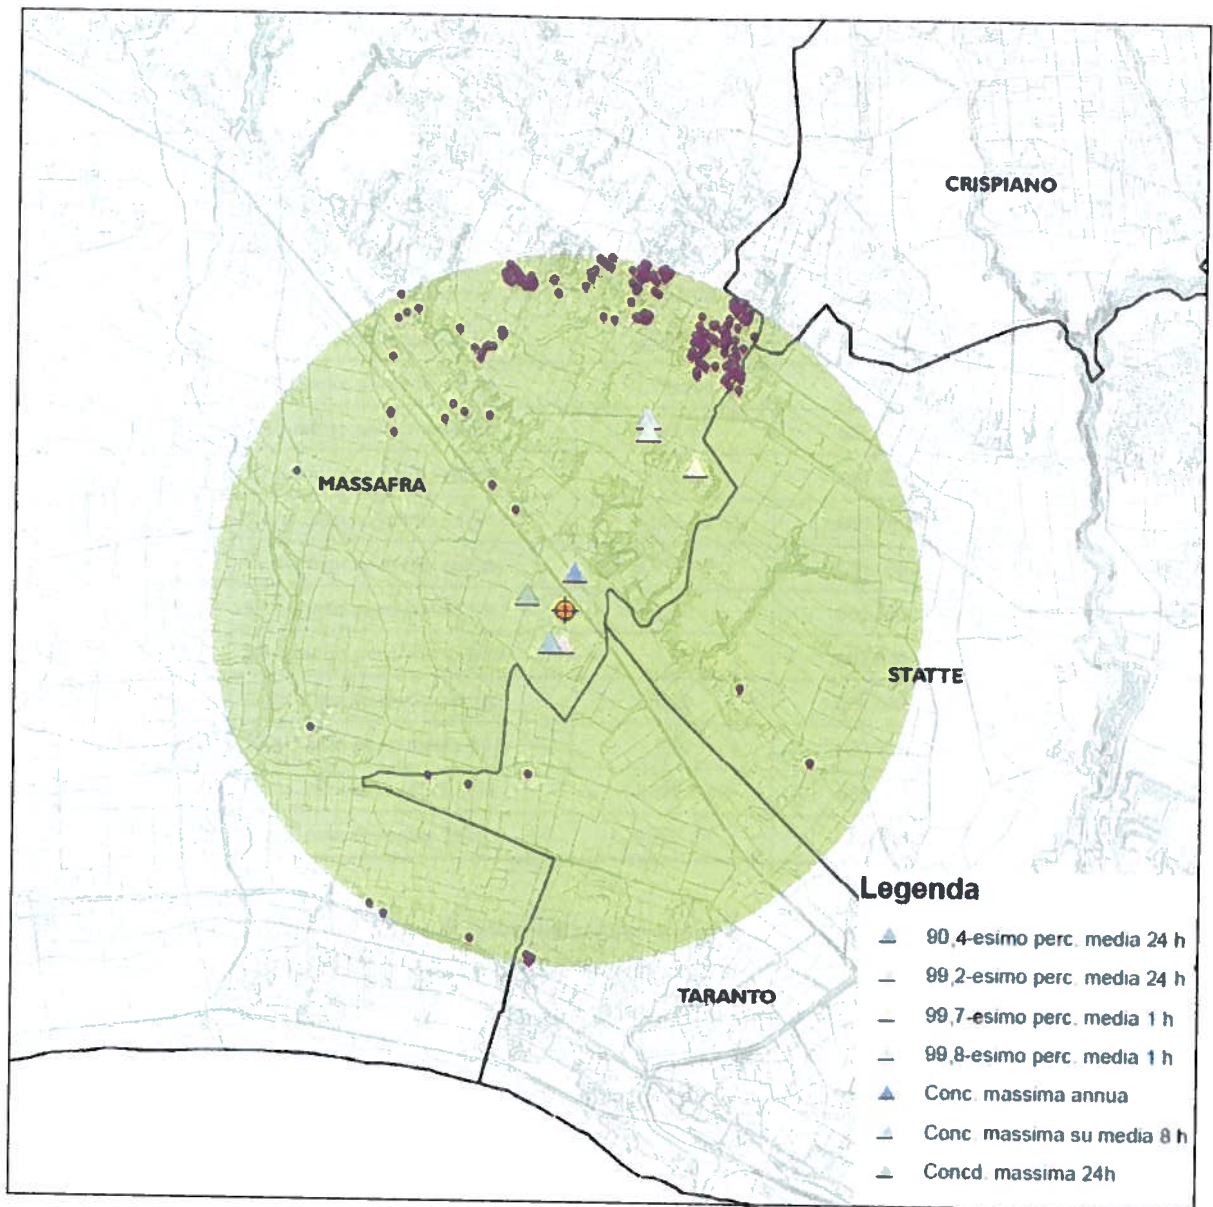 CRISPIANO
MASSAFRA
STATTE
TARANTO
Legenda
90,4-esimo perc. media 24 h
99,2-esimo perc. media 24 h
99,7-esimo perc. media 1 h
99,8-esimo perc. media 1 h
Conc. massima annua
Conc. massima su media 8 h
Concd. massima 24h